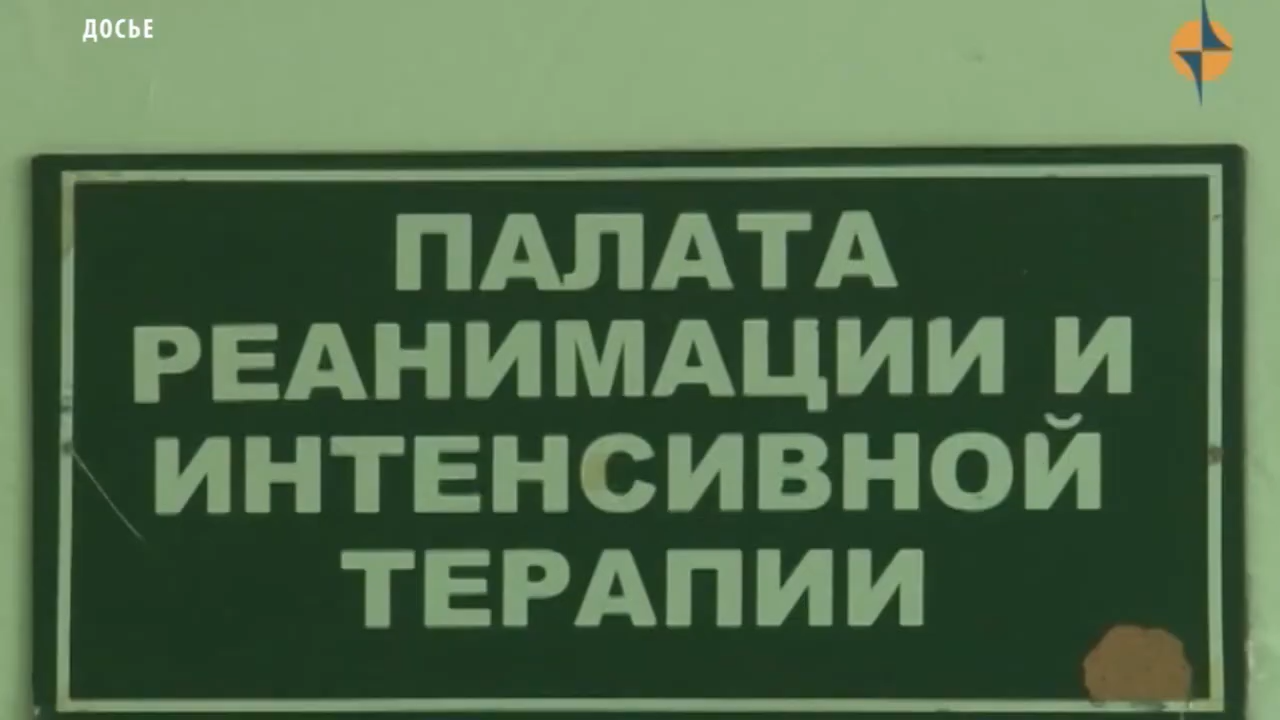 ДОСЬЕ
ПАЛАТА
РЕАНИМАЦИИ И
ИНТЕНСИВНОЙ
ТЕРАПИИ